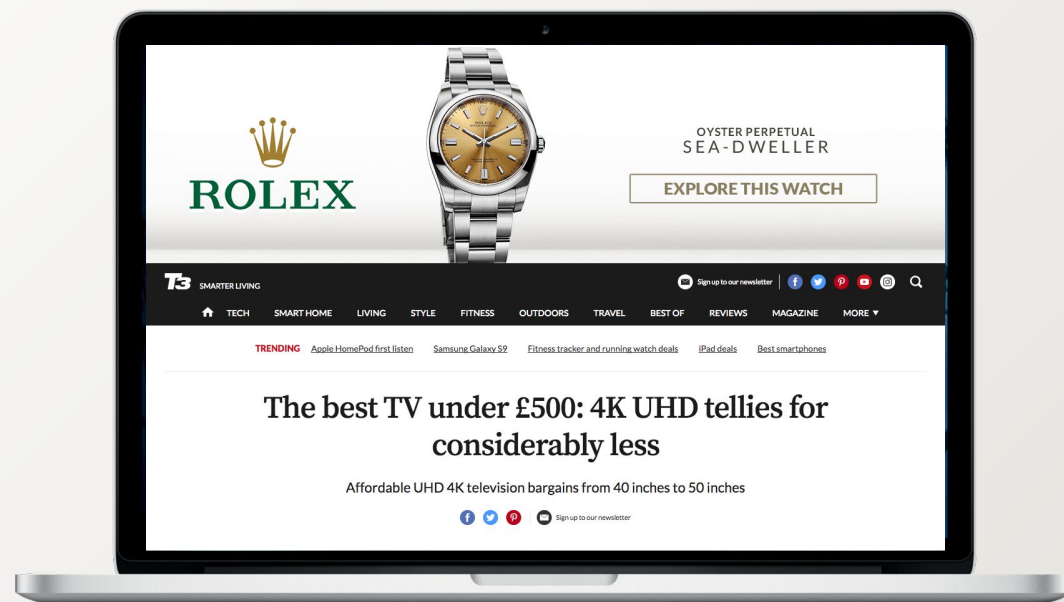 ROLEX
OYSTER PERPETUAL
SEA-DWELLER
EXPLORE THIS WATCH
T3 SMARTER LIVING
Sign up to our newsletter
TECH SMART HOME LIVING STYLE FITNESS OUTDOORS TRAVEL BEST OF REVIEWS MAGAZINE MORE ▼
TRENDING Apple HomePod first listen Samsung Galaxy S9 Fitness tracker and running watch deals iPad deals Best smartphones
The best TV under £500: 4K UHD tellies for
considerably less
Affordable UHD 4K television bargains from 40 inches to 50 inches
Sign up to our newsletter